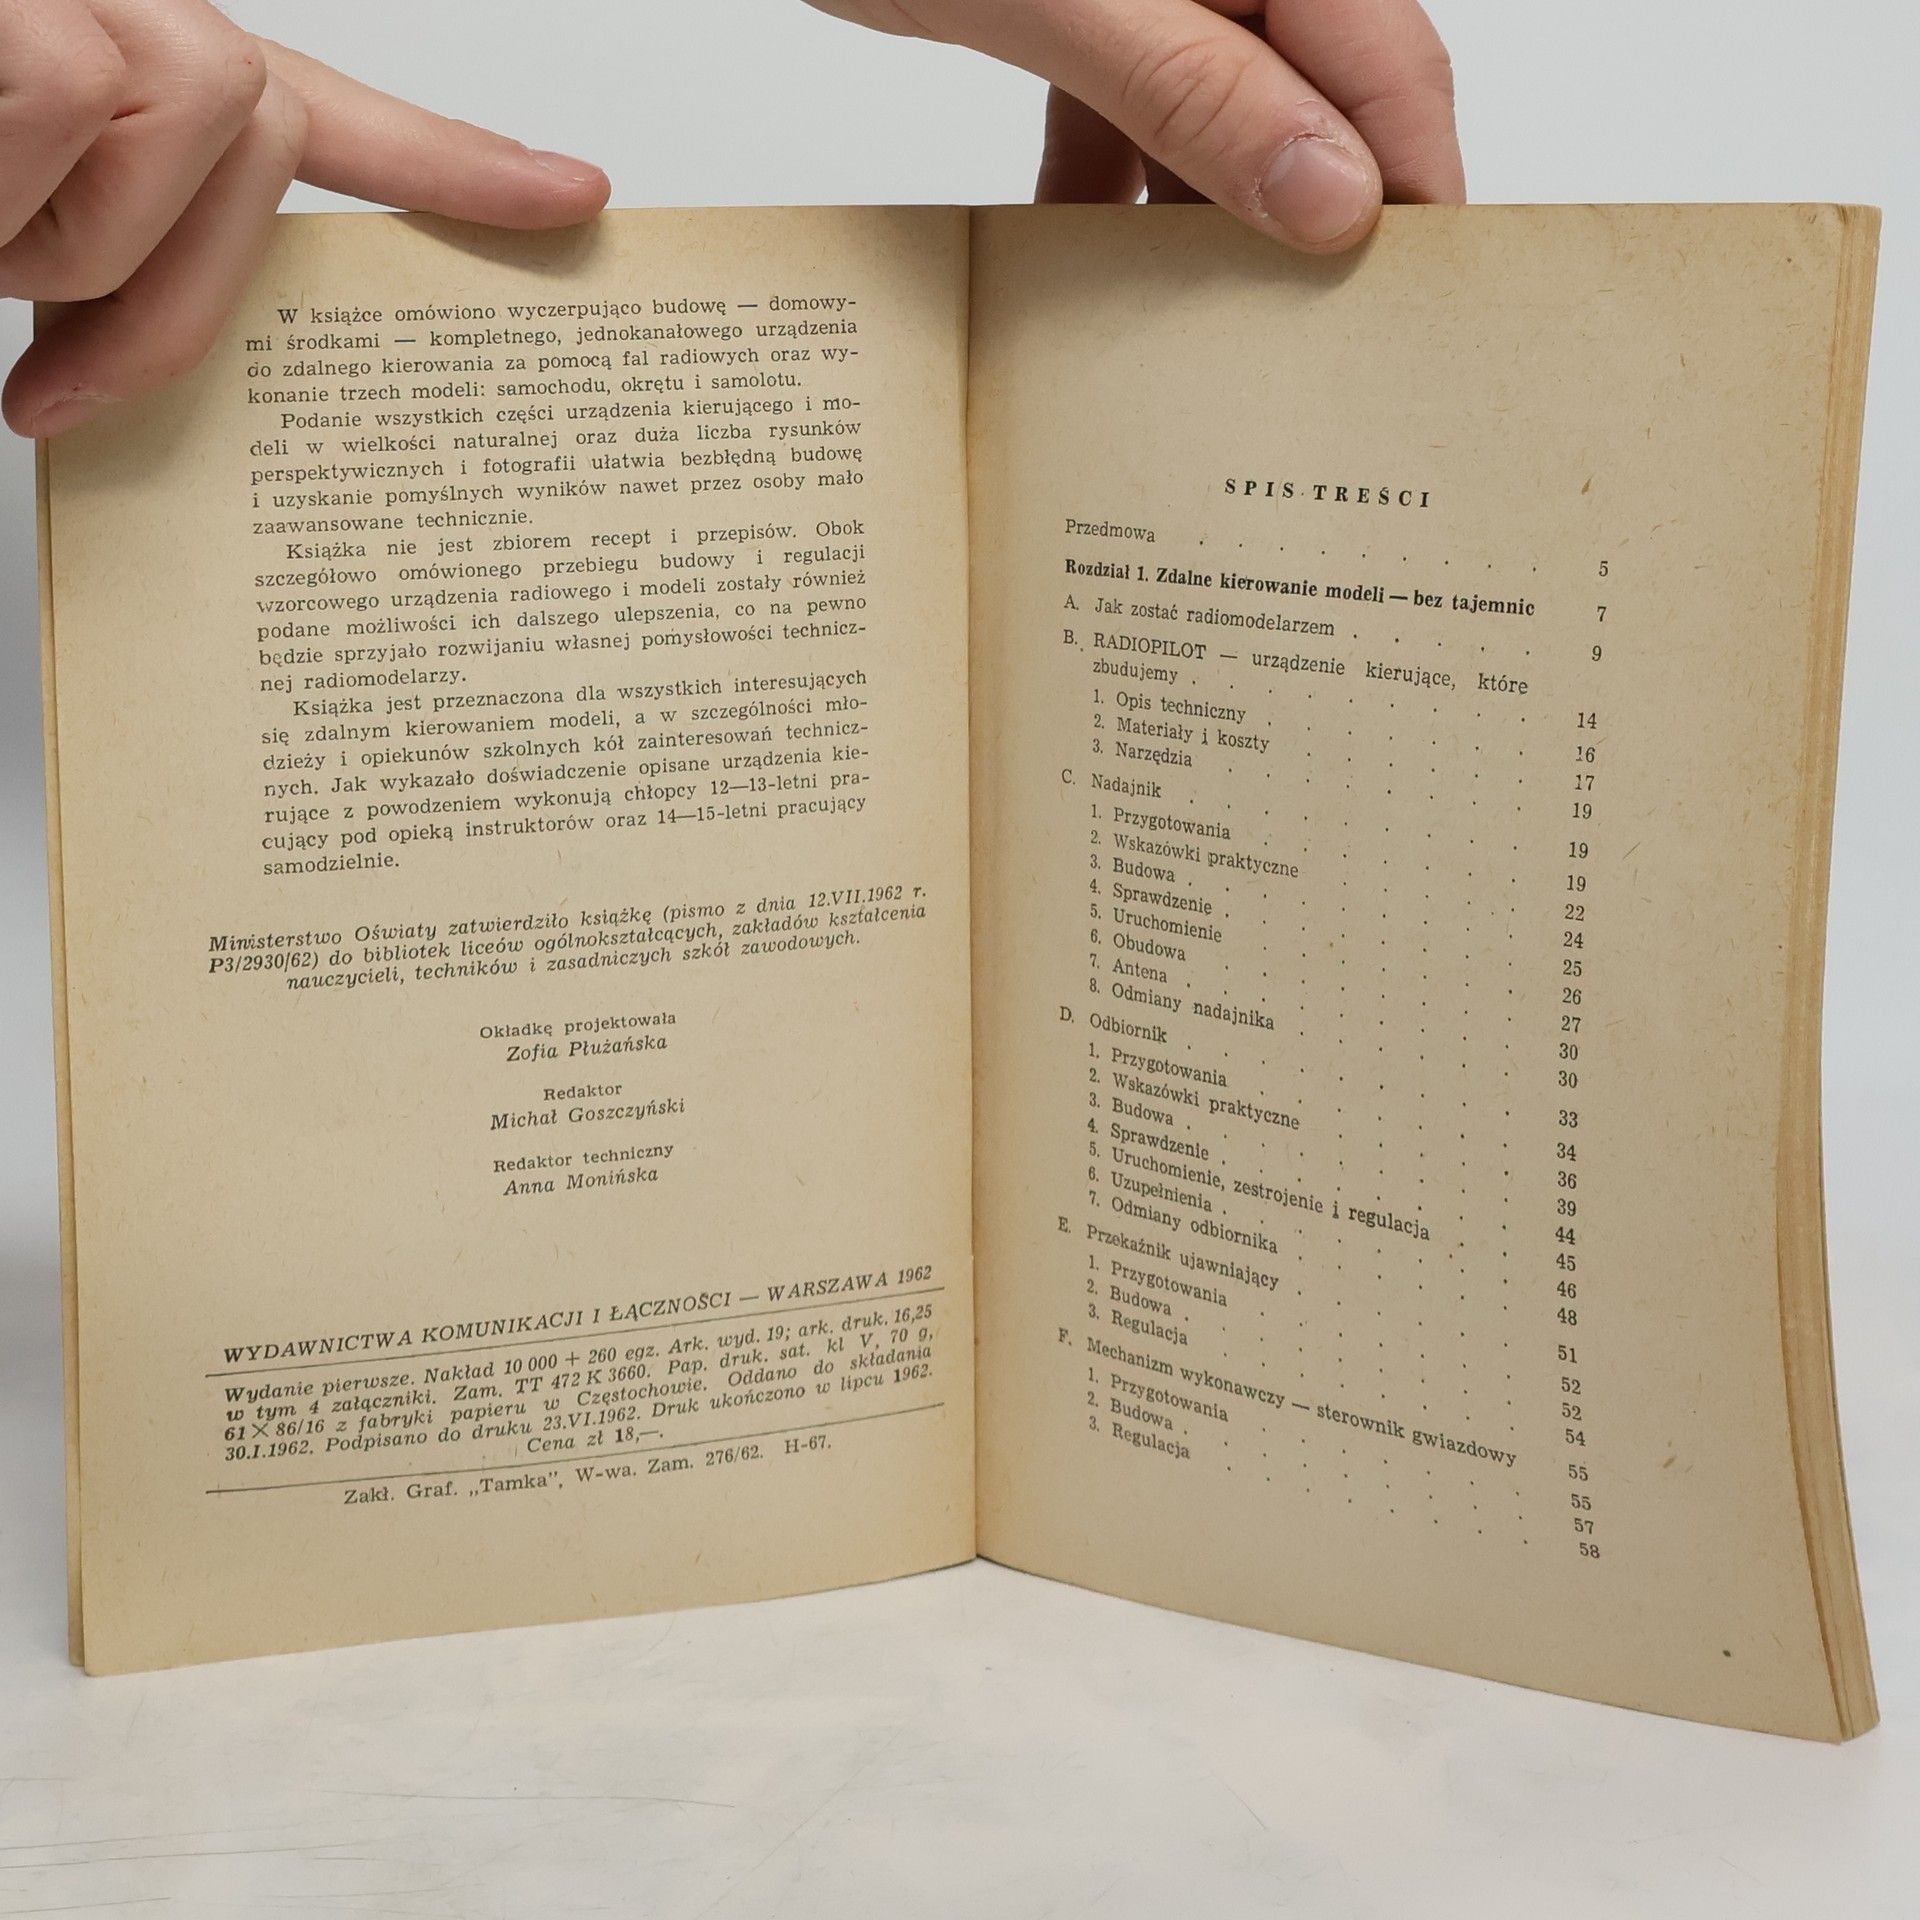 W książce omówiono wyczerpująco budowę — domowy-
mi środkami — kompletnego, jednokanałowego urządzenia
do zdalnego kierowania za pomocą fal radiowych oraz wy-
konanie trzech modeli: samochodu, okrętu i samolotu.
Podanie wszystkich części urządzenia kierującego i mo-
deli w wielkości naturalnej oraz duża liczba rysunków
perspektywicznych i fotografii ułatwia bezbłędną budowę
i uzyskanie pomyślnych wyników nawet przez osoby mało
zaawansowane technicznie.
Książka nie jest zbiorem recept i przepisów. Obok
szczegółowo omówionego przebiegu budowy i regulacji
wzorcowego urządzenia radiowego i modeli zostały również
podane możliwości ich dalszego ulepszenia, co na pewno
będzie sprzyjało rozwijaniu własnej pomysłowości technicz-
nej radiomodelarzy.
Książka jest przeznaczona dla wszystkich interesujących
się zdalnym kierowaniem modeli, a w szczególności mło-
dzieży i opiekunów szkolnych kół zainteresowań technicz-
nych. Jak wykazało doświadczenie opisane urządzenia kie-
rujące z powodzeniem wykonują chłopcy 12—13-letni pra-
cujący pod opieką instruktorów oraz 14—15-letni pracujący
samodzielnie.
Ministerstwo Oświaty zatwierdziło książkę (pismo z dnia 12.VII.1962 r.
P3/2930/62) do bibliotek liceów ogólnokształcących, zakładów kształcenia
nauczycieli, techników i zasadniczych szkół zawodowych.
Okładkę projektowała
Zofia Płużańska
Redaktor
Michał Goszczyński
Redaktor techniczny
Anna Monińska
WYDAWNICTWA KOMUNIKACJI I ŁĄCZNOŚCI — WARSZAWA 1962
Wydanie pierwsze. Nakład 10 000 + 260 egz. Ark. wyd. 19; ark. druk. 16,25
w tym 4 załączniki. Zam. TT 472 K 3660. Pap. druk. sat. kl V, 70 g,
61 × 86/16 z fabryki papieru w Częstochowie. Oddano do składania
30.I.1962. Podpisano do druku 23.VI.1962. Druk ukończono w lipcu 1962.
Cena zł 18,—.
Zakł. Graf. „Tamka”, W-wa. Zam. 276/62. H-67.
SPIS TREŚCI
Przedmowa . . . . . . . . . 5
Rozdział 1. Zdalne kierowanie modeli — bez tajemnic 7
A. Jak zostać radiomodelarzem . . . . . 9
B. RADIOPILOT — urządzenie kierujące, które
zbudujemy . . . . . . . . . 14
1. Opis techniczny . . . . . . . 16
2. Materiały i koszty . . . . . . 17
3. Narzędzia . . . . . . . . 19
C. Nadajnik . . . . . . . . . 19
1. Przygotowania . . . . . . . 19
2. Wskazówki praktyczne . . . . . 22
3. Budowa . . . . . . . . . 24
4. Sprawdzenie . . . . . . . . 25
5. Uruchomienie . . . . . . . 26
6. Obudowa . . . . . . . . 27
7. Antena . . . . . . . . . 30
8. Odmiany nadajnika . . . . . . 30
D. Odbiornik . . . . . . . . . 33
1. Przygotowania . . . . . . . 34
2. Wskazówki praktyczne . . . . . 36
3. Budowa . . . . . . . . . 39
4. Sprawdzenie . . . . . . . . 44
5. Uruchomienie, zestrojenie i regulacja . . 45
6. Uzupełnienia . . . . . . . . 46
7. Odmiany odbiornika . . . . . . 48
E. Przekaźnik ujawniający . . . . . . 51
1. Przygotowania . . . . . . . 52
2. Budowa . . . . . . . . . 52
3. Regulacja . . . . . . . . 54
F. Mechanizm wykonawczy — sterownik gwiazdowy 55
1. Przygotowania . . . . . . . 55
2. Budowa . . . . . . . . . 57
3. Regulacja . . . . . . . . 58